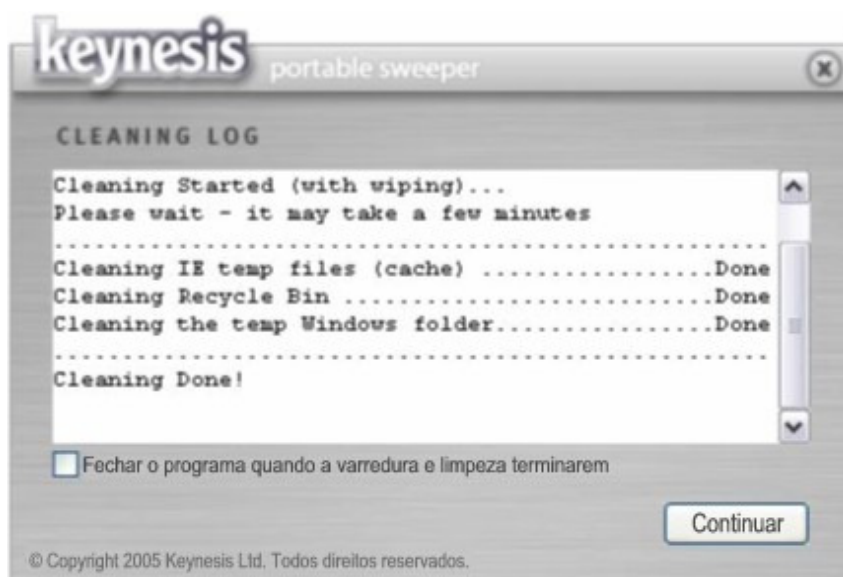 keynesis
portable sweeper
CLEANING LOG
Cleaning Started (with wiping)...
Please wait - it may take a few minutes
.....................................................
Cleaning IE temp files (cache) .................Done
Cleaning Recycle Bin ...........................Done
Cleaning the temp Windows folder................Done
.....................................................
Cleaning Done!
Fechar o programa quando a varredura e limpeza terminarem
Continuar
© Copyright 2005 Keynesis Ltd. Todos direitos reservados.